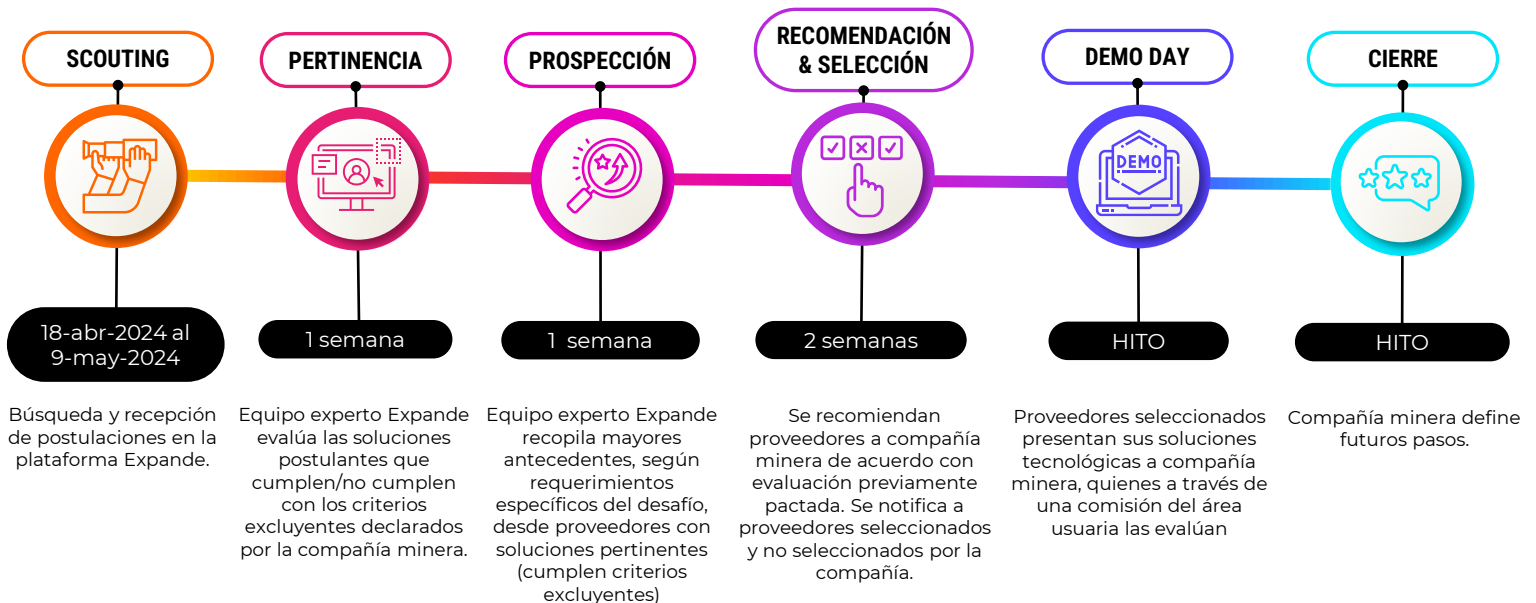 SCOUTING
PERTINENCIA
PROSPECCIÓN
RECOMENDACIÓN
& SELECCIÓN
DEMO DAY
CIERRE
DEMO
18-abr-2024 al
9-may-2024
1 semana
1 semana
2 semanas
HITO
HITO
Búsqueda y recepción
de postulaciones en la
plataforma Expande.
Equipo experto Expande
evalúa las soluciones
postulantes que
cumplen/no cumplen
con los criterios
excluyentes declarados
por la compañía minera.
Equipo experto Expande
recopila mayores
antecedentes, según
requerimientos
específicos del desafío,
desde proveedores con
soluciones pertinentes
(cumplen criterios
excluyentes)
Se recomiendan
proveedores a compañía
minera de acuerdo con
evaluación previamente
pactada. Se notifica a
proveedores seleccionados
y no seleccionados por la
compañía.
Proveedores seleccionados
presentan sus soluciones
tecnológicas a compañía
minera, quienes a través de
una comisión del área
usuaria las evalúan
Compañía minera define
futuros pasos.